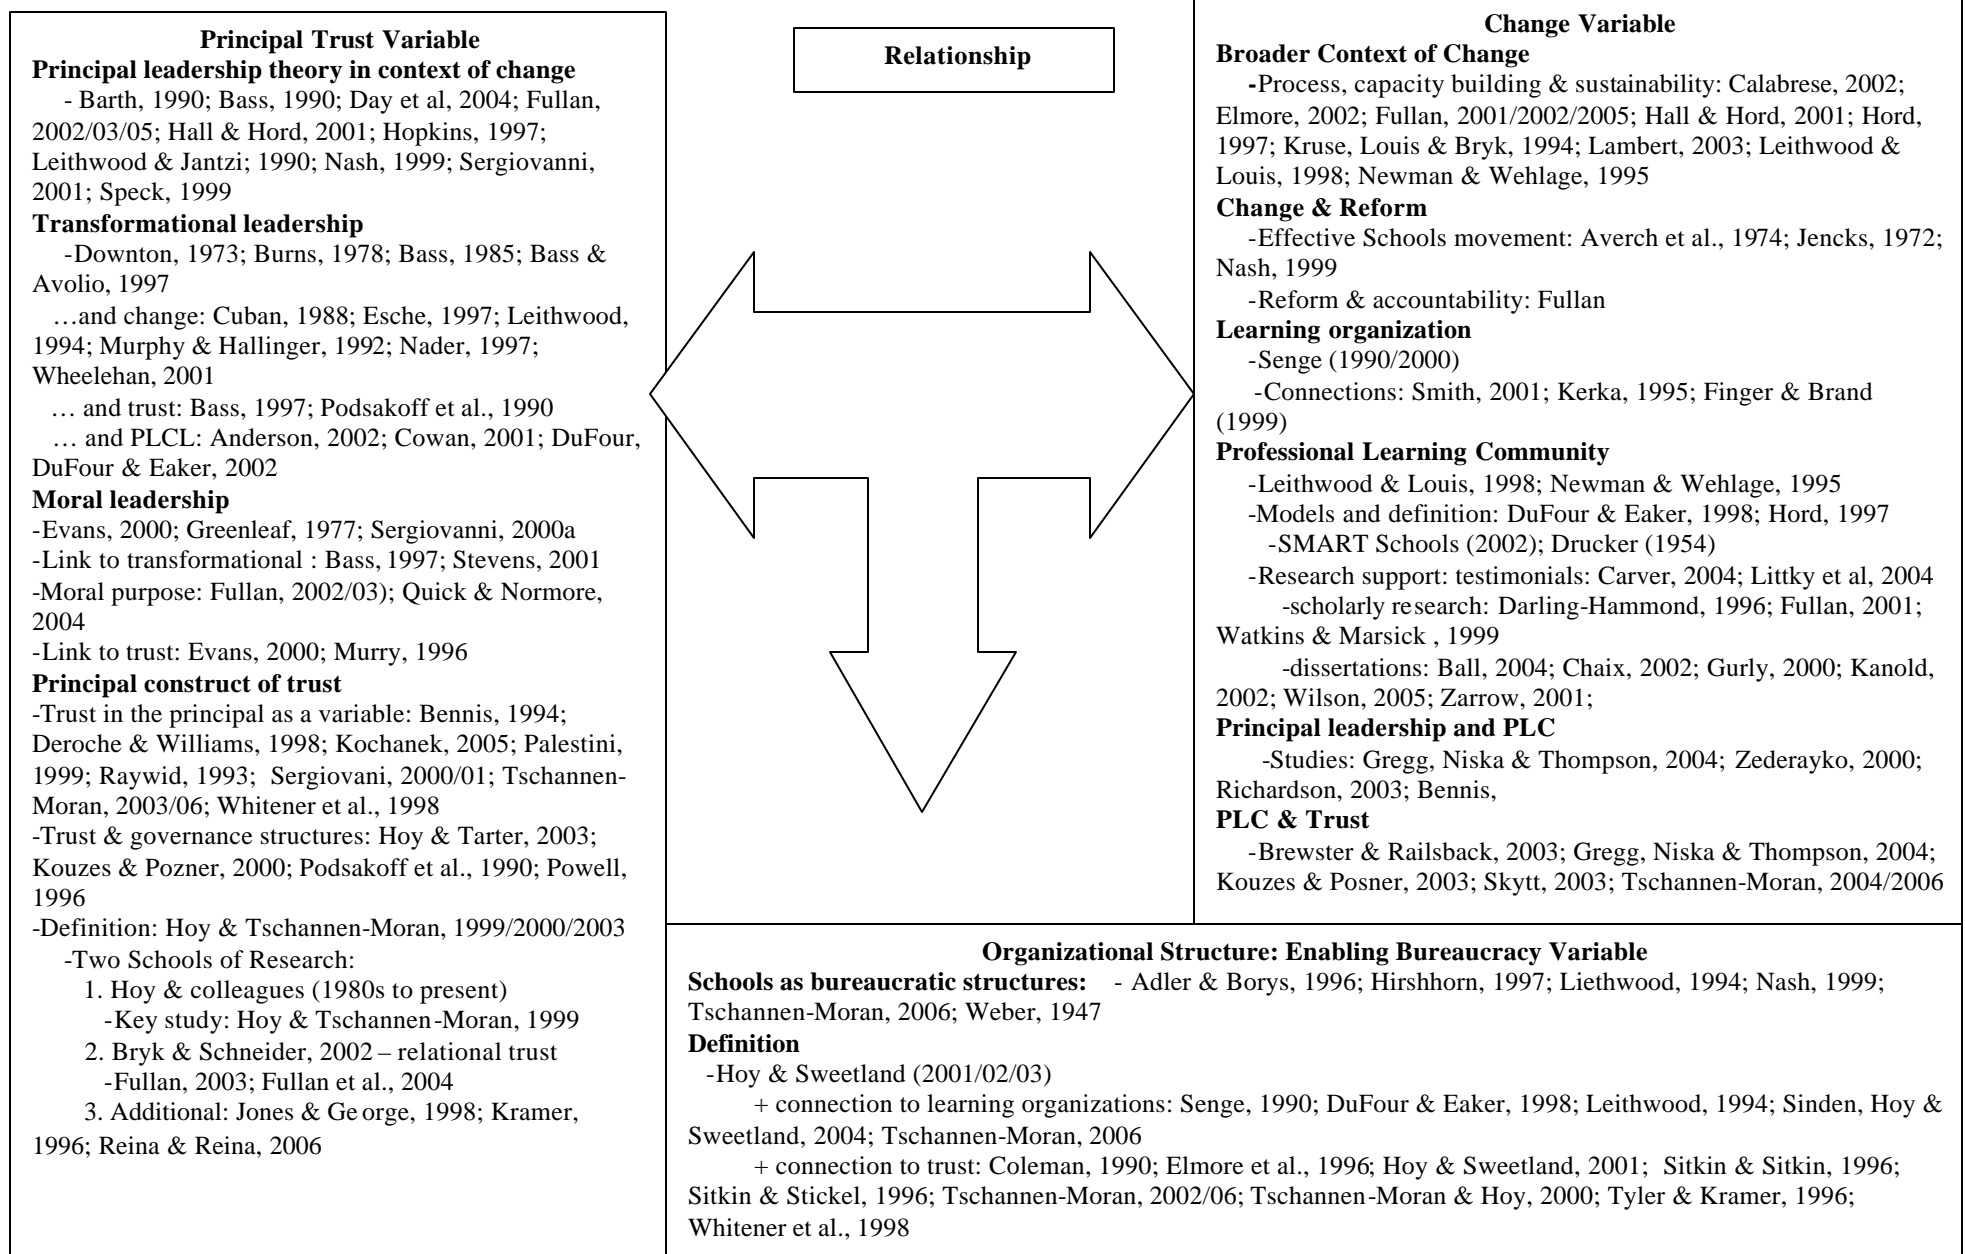 Principal Trust Variable
Principal leadership theory in context of change
- Barth, 1990; Bass, 1990; Day et al, 2004; Fullan,
2002/03/05; Hall & Hord, 2001; Hopkins, 1997;
Leithwood & Jantzi; 1990; Nash, 1999; Sergiovanni,
2001; Speck, 1999
Transformational leadership
-Downton, 1973; Burns, 1978; Bass, 1985; Bass &
Avolio, 1997
…and change: Cuban, 1988; Esche, 1997; Leithwood,
1994; Murphy & Hallinger, 1992; Nader, 1997;
Wheelehan, 2001
… and trust: Bass, 1997; Podsakoff et al., 1990
… and PLCL: Anderson, 2002; Cowan, 2001; DuFour,
DuFour & Eaker, 2002
Moral leadership
-Evans, 2000; Greenleaf, 1977; Sergiovanni, 2000a
-Link to transformational : Bass, 1997; Stevens, 2001
-Moral purpose: Fullan, 2002/03); Quick & Normore,
2004
-Link to trust: Evans, 2000; Murry, 1996
Principal construct of trust
-Trust in the principal as a variable: Bennis, 1994;
Deroche & Williams, 1998; Kochanek, 2005; Palestini,
1999; Raywid, 1993; Sergiovani, 2000/01; Tschannen-
Moran, 2003/06; Whitener et al., 1998
-Trust & governance structures: Hoy & Tarter, 2003;
Kouzes & Pozner, 2000; Podsakoff et al., 1990; Powell,
1996
-Definition: Hoy & Tschannen-Moran, 1999/2000/2003
-Two Schools of Research:
1. Hoy & colleagues (1980s to present)
-Key study: Hoy & Tschannen-Moran, 1999
2. Bryk & Schneider, 2002 – relational trust
-Fullan, 2003; Fullan et al., 2004
3. Additional: Jones & George, 1998; Kramer,
1996; Reina & Reina, 2006
Relationship
Change Variable
Broader Context of Change
-Process, capacity building & sustainability: Calabrese, 2002;
Elmore, 2002; Fullan, 2001/2002/2005; Hall & Hord, 2001; Hord,
1997; Kruse, Louis & Bryk, 1994; Lambert, 2003; Leithwood &
Louis, 1998; Newman & Wehlage, 1995
Change & Reform
-Effective Schools movement: Averch et al., 1974; Jencks, 1972;
Nash, 1999
-Reform & accountability: Fullan
Learning organization
-Senge (1990/2000)
-Connections: Smith, 2001; Kerka, 1995; Finger & Brand
(1999)
Professional Learning Community
-Leithwood & Louis, 1998; Newman & Wehlage, 1995
-Models and definition: DuFour & Eaker, 1998; Hord, 1997
-SMART Schools (2002); Drucker (1954)
-Research support: testimonials: Carver, 2004; Littky et al, 2004
-scholarly research: Darling-Hammond, 1996; Fullan, 2001;
Watkins & Marsick , 1999
-dissertations: Ball, 2004; Chaix, 2002; Gurly, 2000; Kanold,
2002; Wilson, 2005; Zarrow, 2001;
Principal leadership and PLC
-Studies: Gregg, Niska & Thompson, 2004; Zederayko, 2000;
Richardson, 2003; Bennis,
PLC & Trust
-Brewster & Railsback, 2003; Gregg, Niska & Thompson, 2004;
Kouzes & Posner, 2003; Skytt, 2003; Tschannen-Moran, 2004/2006
Organizational Structure: Enabling Bureaucracy Variable
Schools as bureaucratic structures: - Adler & Borys, 1996; Hirshhorn, 1997; Liethwood, 1994; Nash, 1999;
Tschannen-Moran, 2006; Weber, 1947
Definition
-Hoy & Sweetland (2001/02/03)
+ connection to learning organizations: Senge, 1990; DuFour & Eaker, 1998; Leithwood, 1994; Sinden, Hoy &
Sweetland, 2004; Tschannen-Moran, 2006
+ connection to trust: Coleman, 1990; Elmore et al., 1996; Hoy & Sweetland, 2001; Sitkin & Sitkin, 1996;
Sitkin & Stickel, 1996; Tschannen-Moran, 2002/06; Tschannen-Moran & Hoy, 2000; Tyler & Kramer, 1996;
Whitener et al., 1998